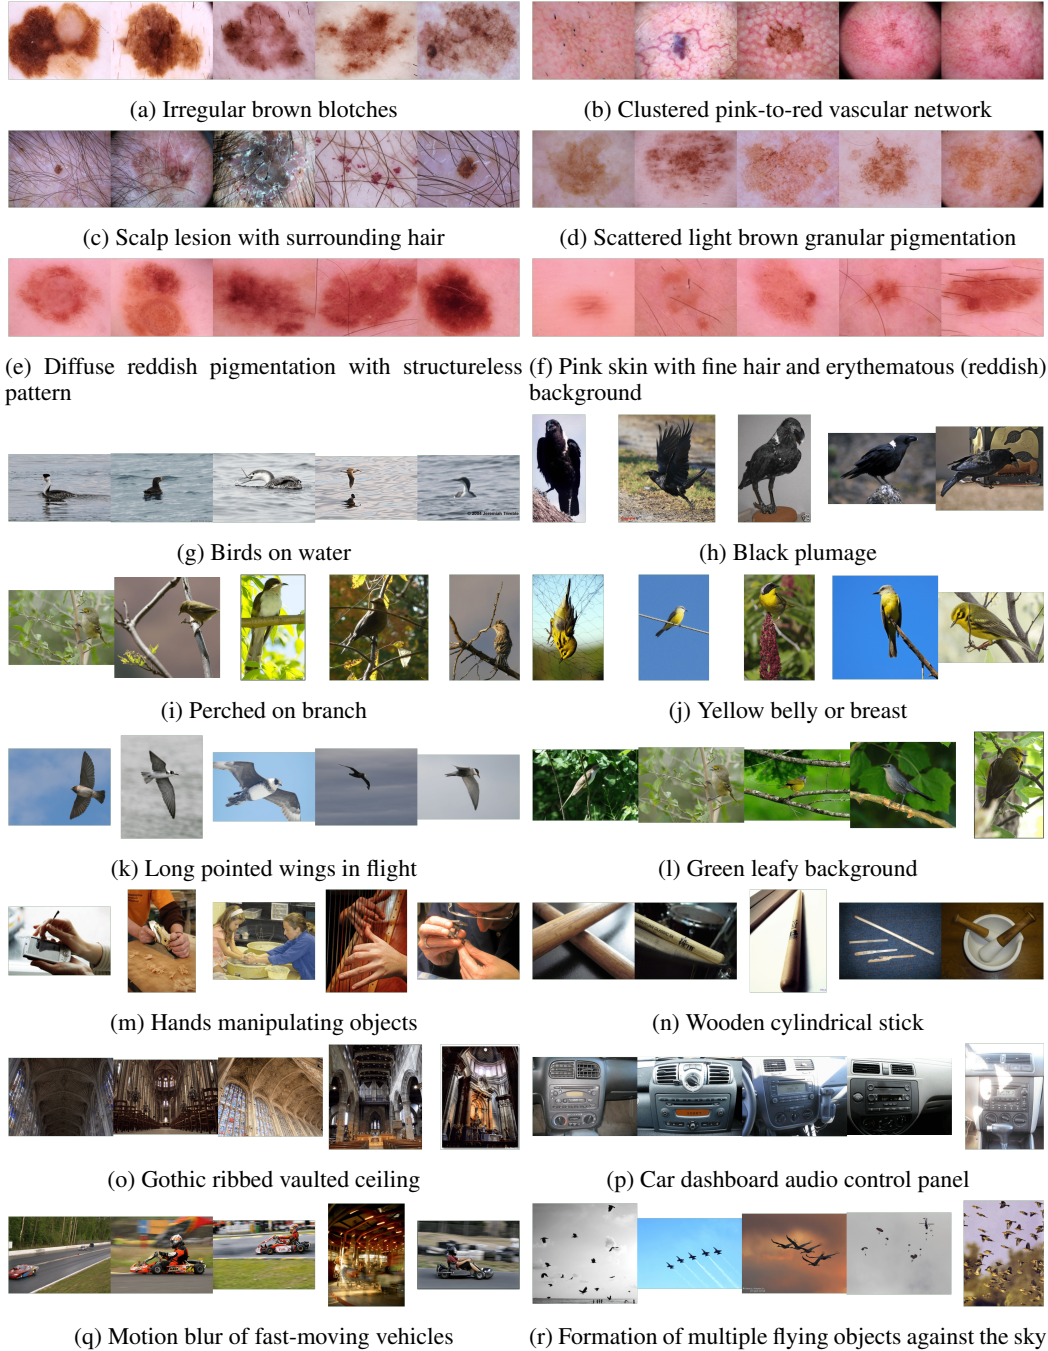 (a) Irregular brown blotches
(b) Clustered pink-to-red vascular network
(c) Scalp lesion with surrounding hair
(d) Scattered light brown granular pigmentation
(e) Diffuse reddish pigmentation with structureless
pattern
(f) Pink skin with fine hair and erythematous (reddish)
background
(g) Birds on water
(h) Black plumage
(i) Perched on branch
(j) Yellow belly or breast
(k) Long pointed wings in flight
(l) Green leafy background
(m) Hands manipulating objects
(n) Wooden cylindrical stick
(o) Gothic ribbed vaulted ceiling
(p) Car dashboard audio control panel
(q) Motion blur of fast-moving vehicles
(r) Formation of multiple flying objects against the sky